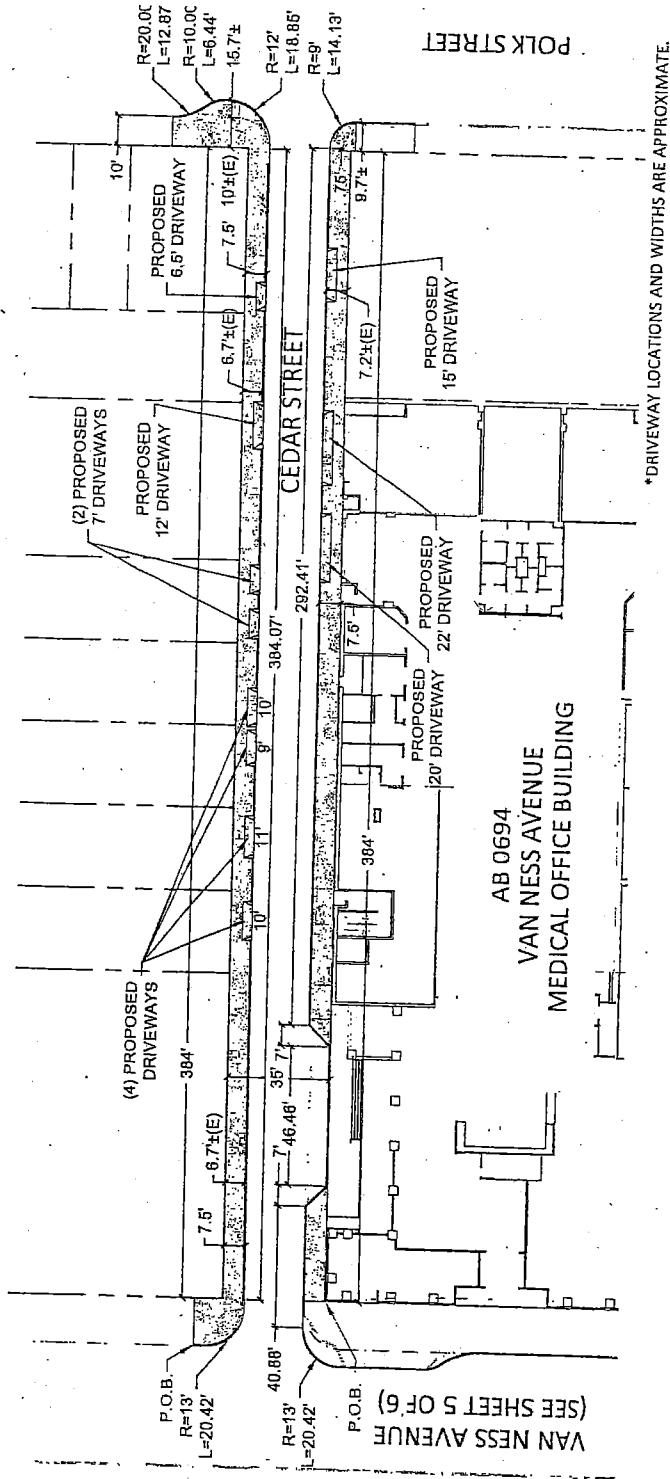 R=20.00
L=12.87
R=10.00
L=6.44'
15.7'±
R=12'
L=18.85'
R=9'
L=14.13'
POLK STREET
10'
10'±(E)
7.5'
PROPOSED
6.5' DRIVEWAY
6.7'±(E)
(2) PROPOSED
7' DRIVEWAYS
PROPOSED
12' DRIVEWAY
CEDAR STREET
7.5'
9.7'±
7.2'±(E)
PROPOSED
15' DRIVEWAY
384.07'
292.41'
10'
9'
11'
10'
(4) PROPOSED
DRIVEWAYS
384'
7.5'
PROPOSED
22' DRIVEWAY
PROPOSED
20' DRIVEWAY
384'
6.7'±(E)
7.5'
35'
7'
46.46'
7'
40.88'
P.O.B.
R=13'
L=20.42'
R=13'
L=20.42'
P.O.B.
VAN NESS AVENUE
(SEE SHEET 5 OF 6)
AB 0694
VAN NESS AVENUE
MEDICAL OFFICE BUILDING
*DRIVEWAY LOCATIONS AND WIDTHS ARE APPROXIMATE.